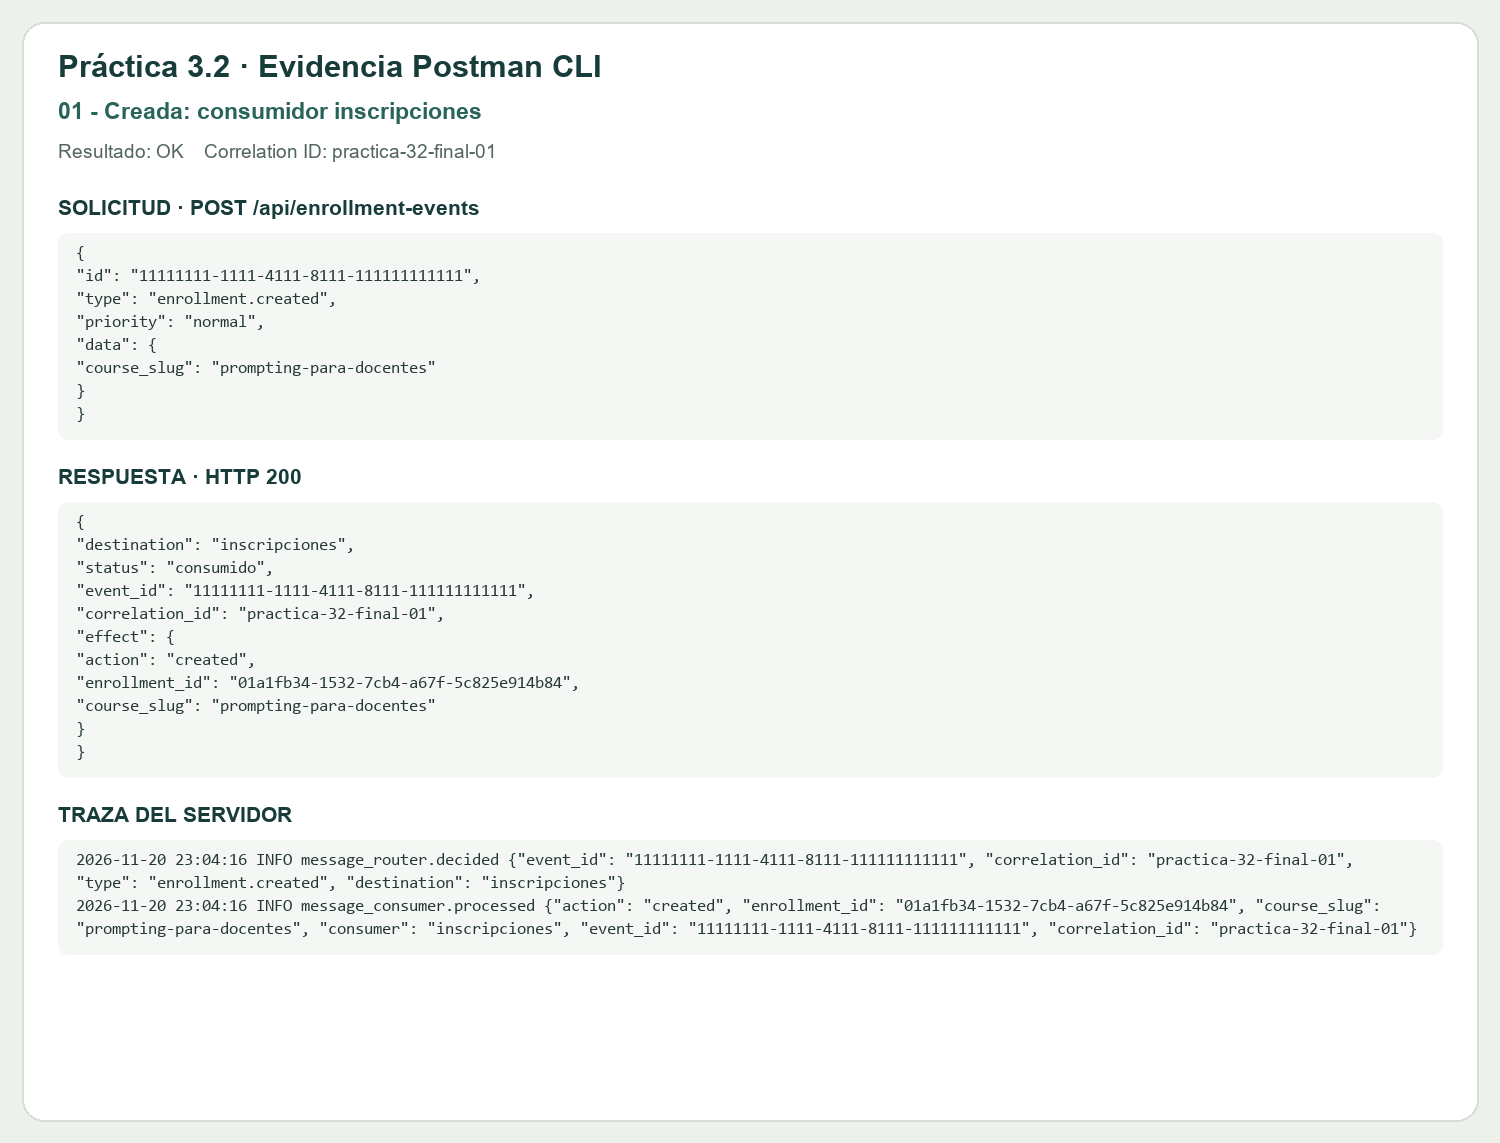 Práctica 3.2 · Evidencia Postman CLI
01 - Creada: consumidor inscripciones
Resultado: OK    Correlation ID: practica-32-final-01
SOLICITUD · POST /api/enrollment-events
{
"id": "11111111-1111-4111-8111-111111111111",
"type": "enrollment.created",
"priority": "normal",
"data": {
"course_slug": "prompting-para-docentes"
}
}
RESPUESTA · HTTP 200
{
"destination": "inscripciones",
"status": "consumido",
"event_id": "11111111-1111-4111-8111-111111111111",
"correlation_id": "practica-32-final-01",
"effect": {
"action": "created",
"enrollment_id": "01a1fb34-1532-7cb4-a67f-5c825e914b84",
"course_slug": "prompting-para-docentes"
}
}
TRAZA DEL SERVIDOR
2026-11-20 23:04:16 INFO message_router.decided {"event_id": "11111111-1111-4111-8111-111111111111", "correlation_id": "practica-32-final-01",
"type": "enrollment.created", "destination": "inscripciones"}
2026-11-20 23:04:16 INFO message_consumer.processed {"action": "created", "enrollment_id": "01a1fb34-1532-7cb4-a67f-5c825e914b84", "course_slug":
"prompting-para-docentes", "consumer": "inscripciones", "event_id": "11111111-1111-4111-8111-111111111111", "correlation_id": "practica-32-final-01"}